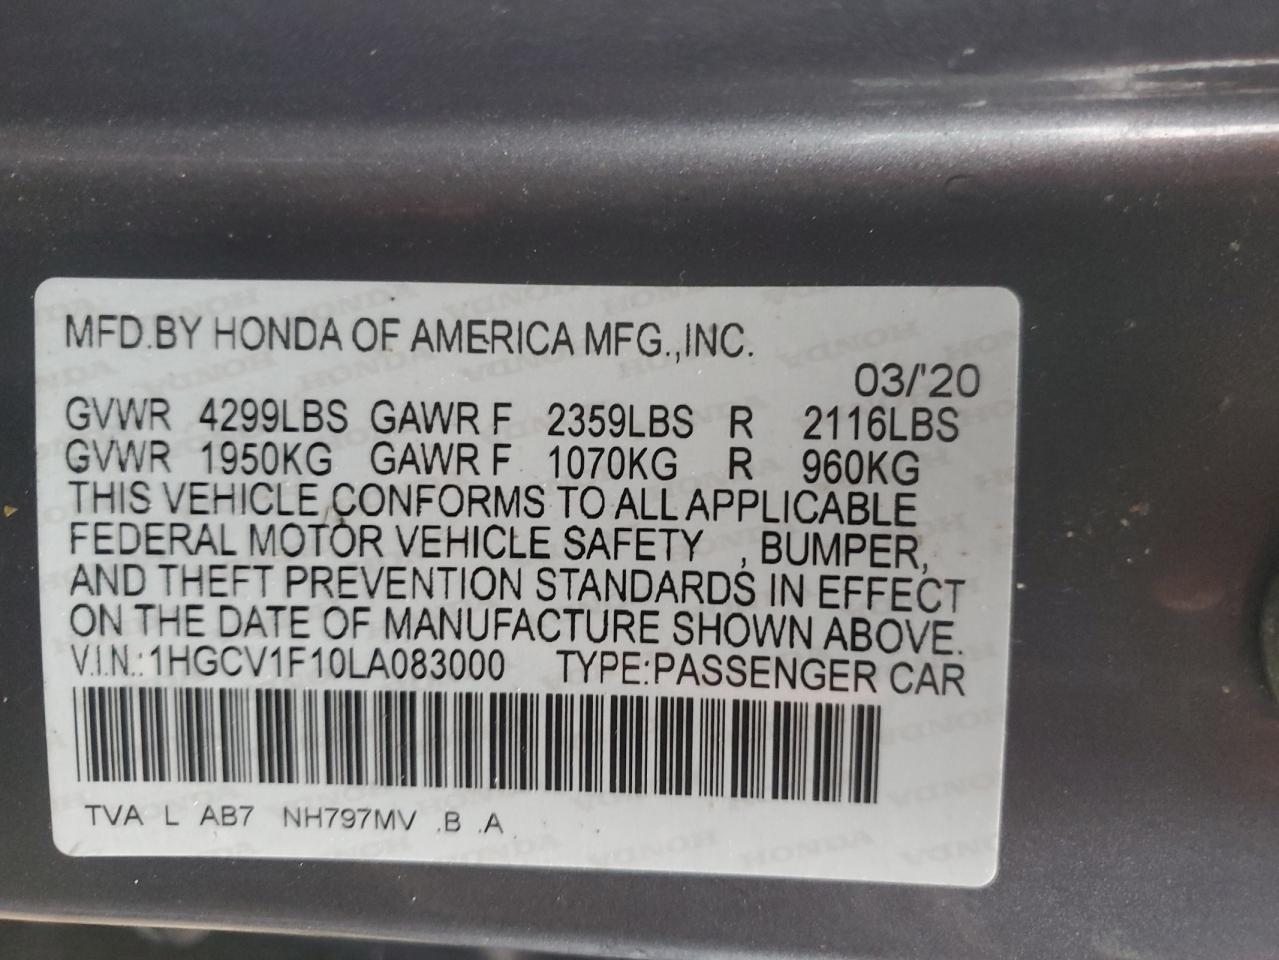 MFD.BY HONDA OF AMERICA MFG.,INC.
03/'20
GVWR 4299LBS GAWR F 2359LBS R 2116LBS
GVWR 1950KG GAWR F 1070KG R 960KG
THIS VEHICLE CONFORMS TO ALL APPLICABLE
FEDERAL MOTOR VEHICLE SAFETY , BUMPER,
AND THEFT PREVENTION STANDARDS IN EFFECT
ON THE DATE OF MANUFACTURE SHOWN ABOVE.
V.I.N.: 1HGCV1F10LA083000 TYPE:PASSENGER CAR
TVA L AB7 NH797MV .B .A